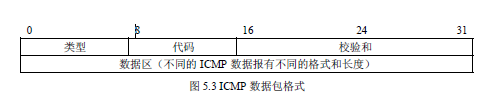 0 8 16 24 31
类型 代码 校验和
数据区（不同的 ICMP 数据报有不同的格式和长度）
图 5.3 ICMP 数据包格式